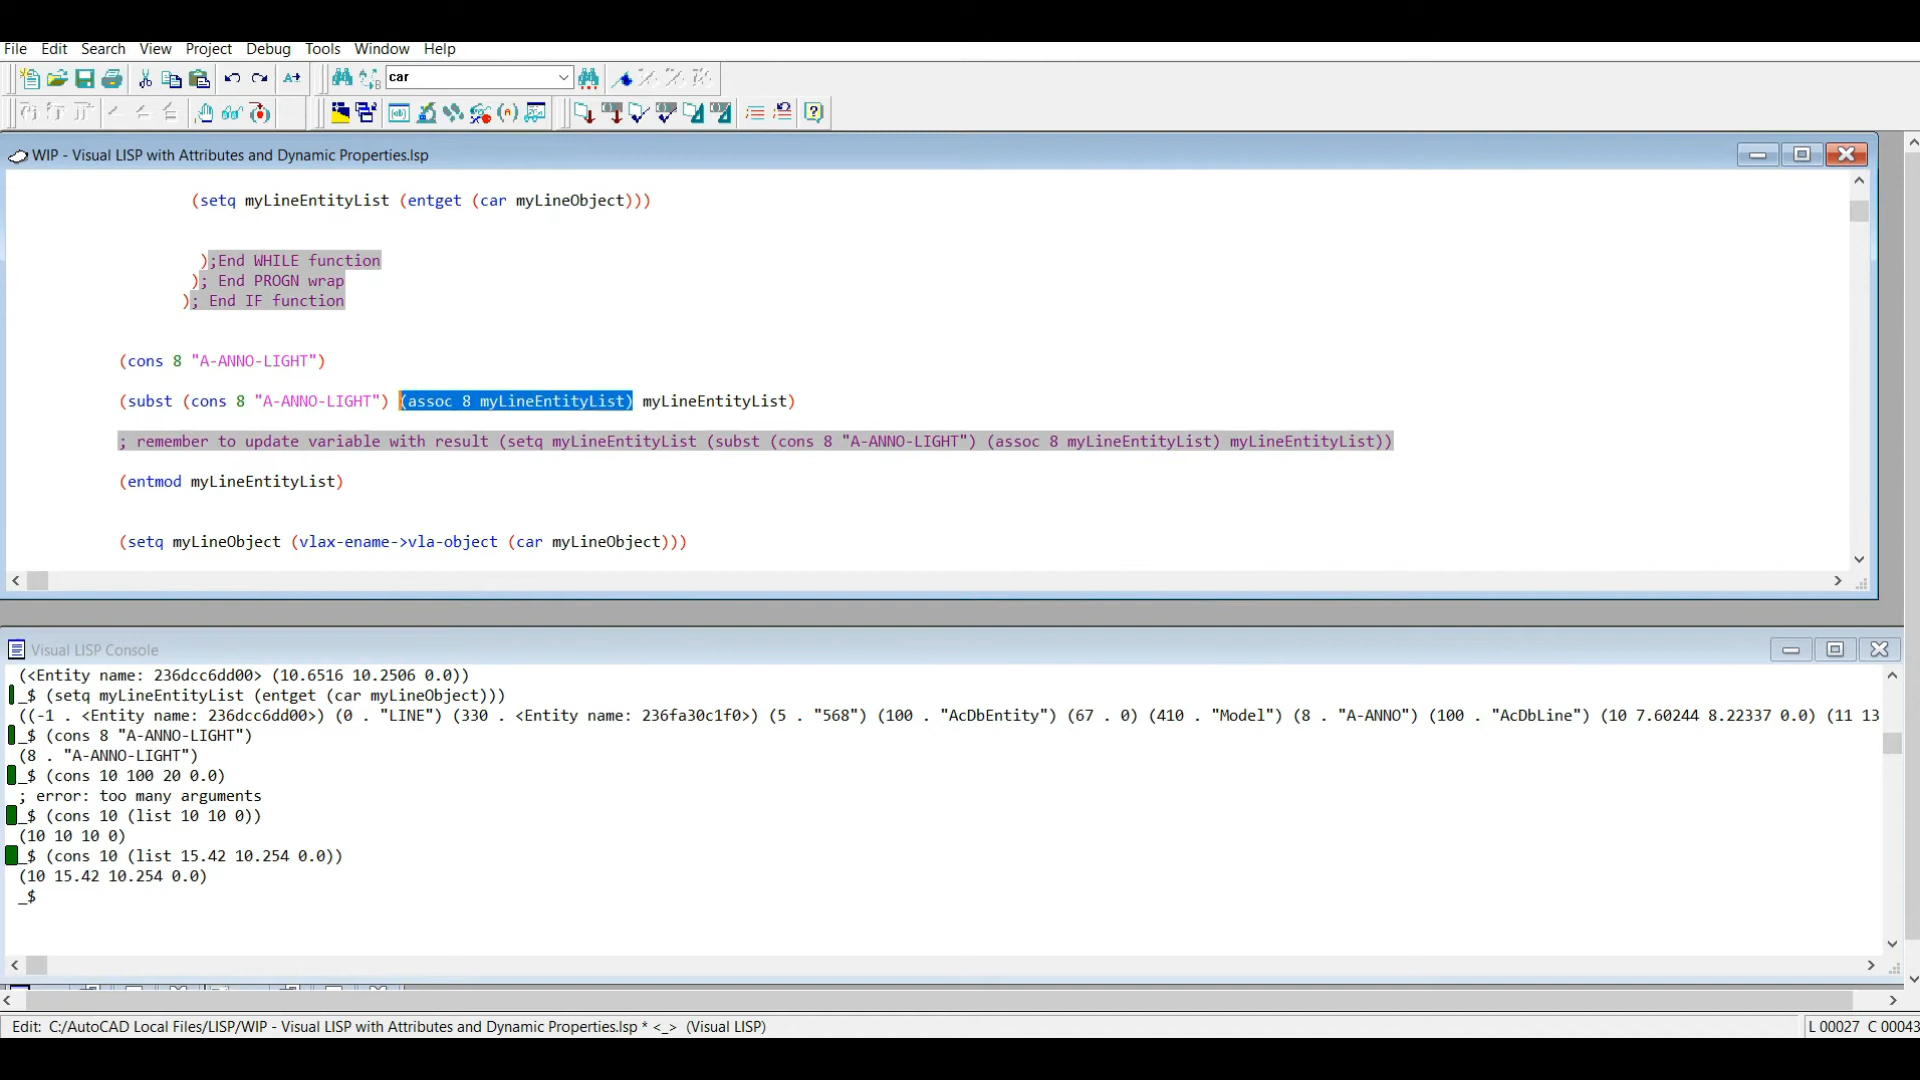 File Edit Search View Project Debug Tools Window Help
car
WIP - Visual LISP with Attributes and Dynamic Properties.lsp
(setq myLineEntityList (entget (car myLineObject)))
);End WHILE function
); End PROGN wrap
); End IF function
(cons 8 "A-ANNO-LIGHT")
(subst (cons 8 "A-ANNO-LIGHT") (assoc 8 myLineEntityList) myLineEntityList)
; remember to update variable with result (setq myLineEntityList (subst (cons 8 "A-ANNO-LIGHT") (assoc 8 myLineEntityList) myLineEntityList))
(entmod myLineEntityList)
(setq myLineObject (vlax-ename->vla-object (car myLineObject)))
Visual LISP Console
(<Entity name: 236dcc6dd00> (10.6516 10.2506 0.0))
_$ (setq myLineEntityList (entget (car myLineObject)))
((-1 . <Entity name: 236dcc6dd00>) (0 . "LINE") (330 . <Entity name: 236fa30c1f0>) (5 . "568") (100 . "AcDbEntity") (67 . 0) (410 . "Model") (8 . "A-ANNO") (100 . "AcDbLine") (10 7.60244 8.22337 0.0) (11 13
_$ (cons 8 "A-ANNO-LIGHT")
(8 . "A-ANNO-LIGHT")
_$ (cons 10 100 20 0.0)
; error: too many arguments
_$ (cons 10 (list 10 10 0))
(10 10 10 0)
_$ (cons 10 (list 15.42 10.254 0.0))
(10 15.42 10.254 0.0)
_$
Edit: C:/AutoCAD Local Files/LISP/WIP - Visual LISP with Attributes and Dynamic Properties.lsp * <_> (Visual LISP)
L 00027 C 00043